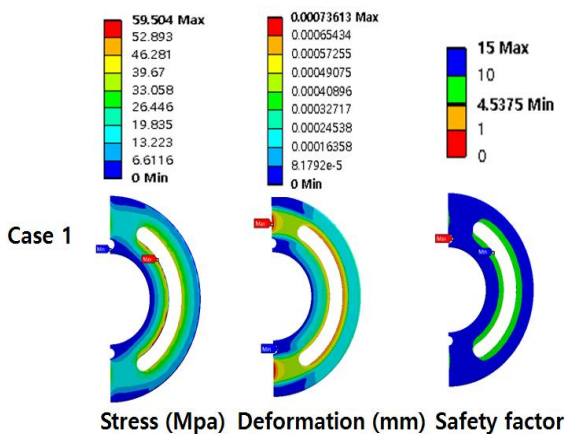 59.504 Max
52.893
46.281
39.67
33.058
26.446
19.835
13.223
6.6116
0 Min
0.00073613 Max
0.00065434
0.00057255
0.00049075
0.00040896
0.00032717
0.00024538
0.00016358
8.1792e-5
0 Min
15 Max
10
4.5375 Min
1
0
Case 1
Min
Max
Max
Min
Max
Min
Stress (Mpa)
Deformation (mm)
Safety factor